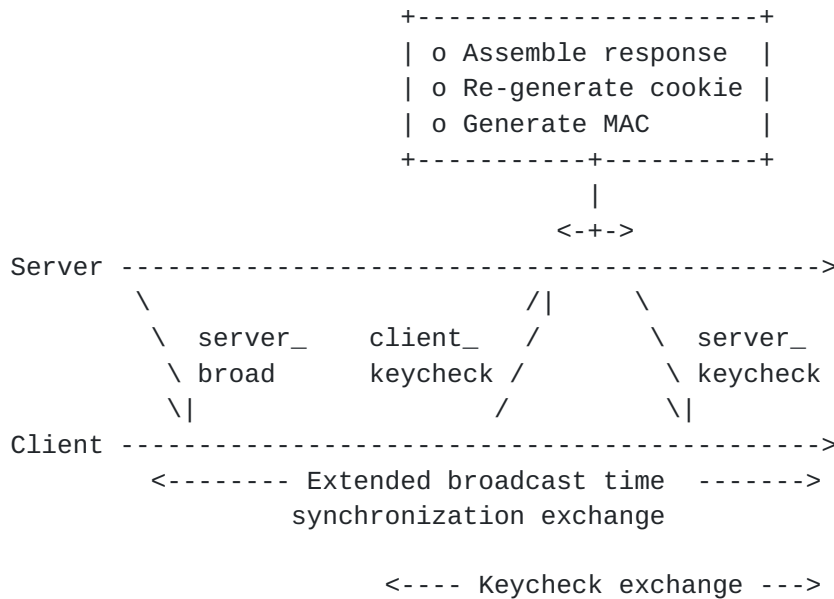 +----------------------+
| o Assemble response  |
| o Re-generate cookie |
| o Generate MAC       |
+-----------+----------+
|
<-+->
Server --------------------------------------------->
\                        /|     \
\  server_    client_   /       \  server_
\ broad      keycheck /         \ keycheck
\|                   /          \|
Client --------------------------------------------->
<-------- Extended broadcast time  ------->
synchronization exchange
<---- Keycheck exchange --->